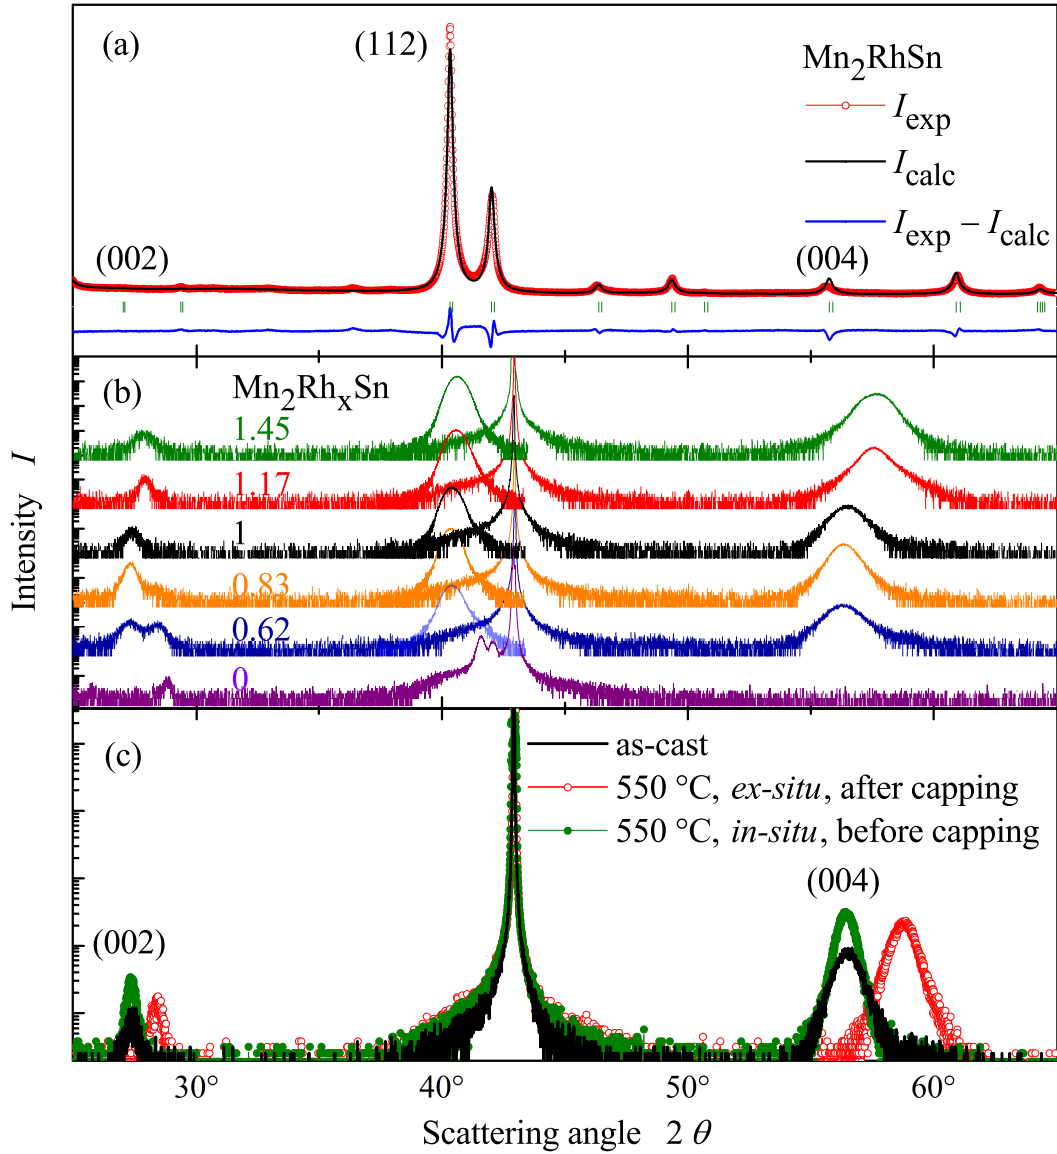 (a)
(112)
Mn2RhSn
Iexp
Icalc
Iexp – Icalc
(002)
(004)
(b)
Mn2RhxSn
1.45
1.17
1
0.83
0.62
0
Intensity I
(c)
as-cast
550 °C, ex-situ, after capping
550 °C, in-situ, before capping
(004)
(002)
30° 40° 50° 60°
Scattering angle 2 θ